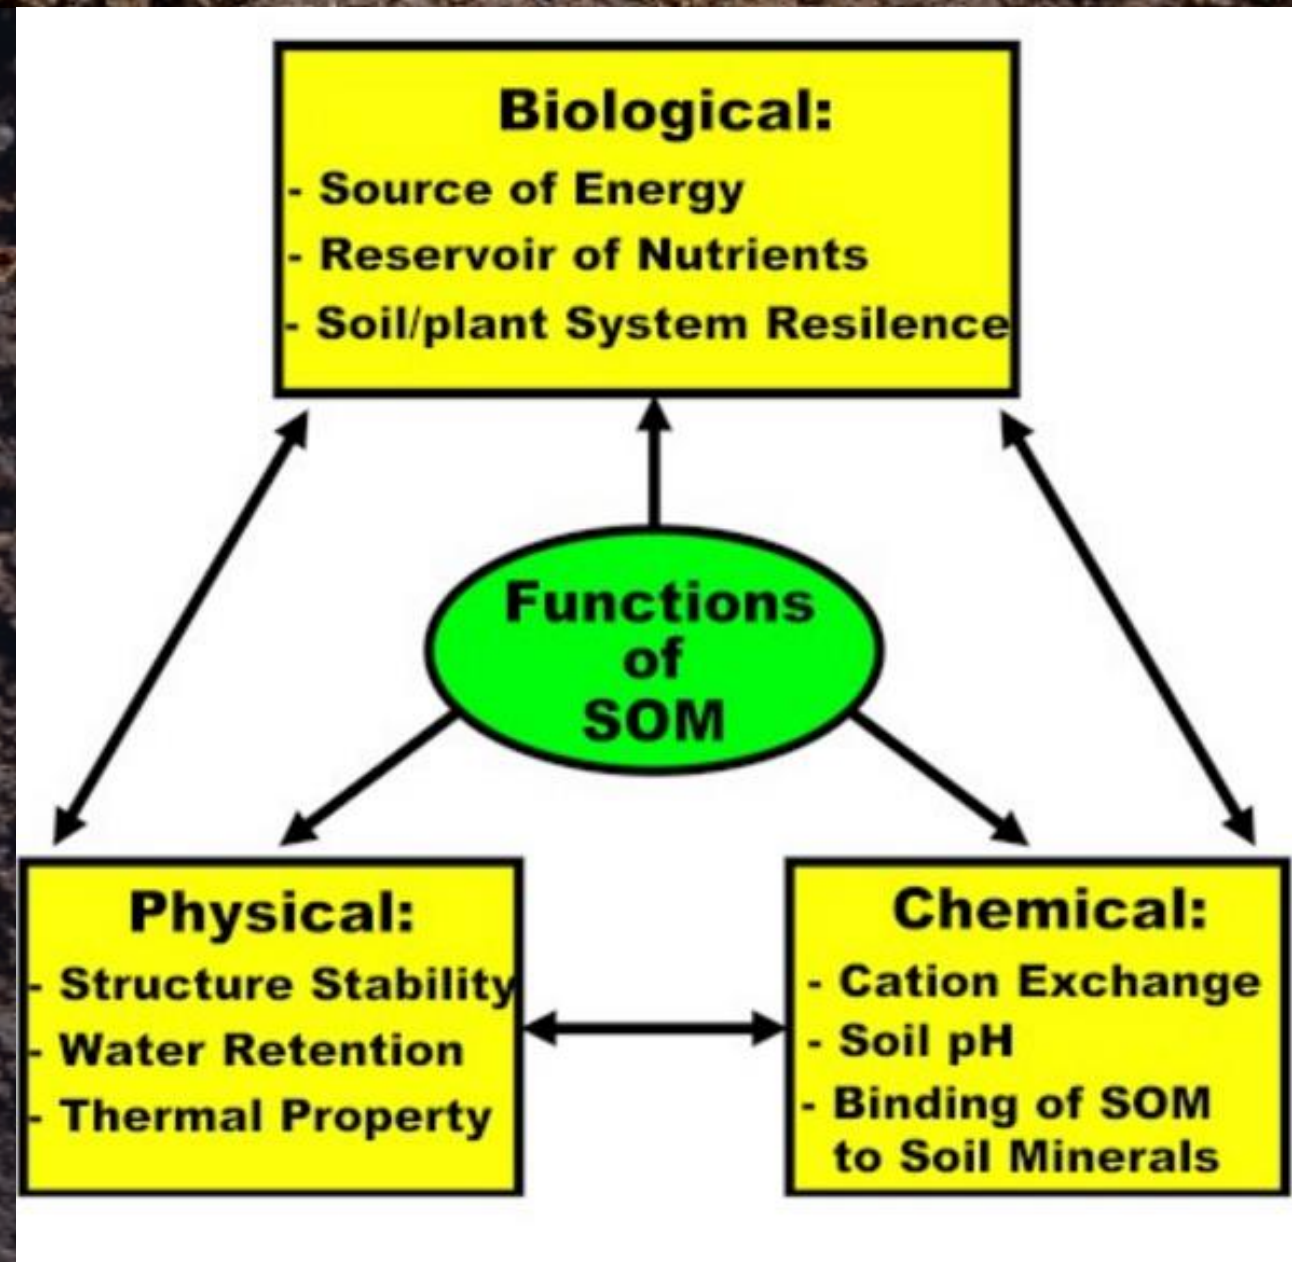 Biological:
- Source of Energy
- Reservoir of Nutrients
- Soil/plant System Resilence
Functions
of
SOM
Physical:
- Structure Stability
- Water Retention
- Thermal Property
Chemical:
- Cation Exchange
- Soil pH
- Binding of SOM
to Soil Minerals